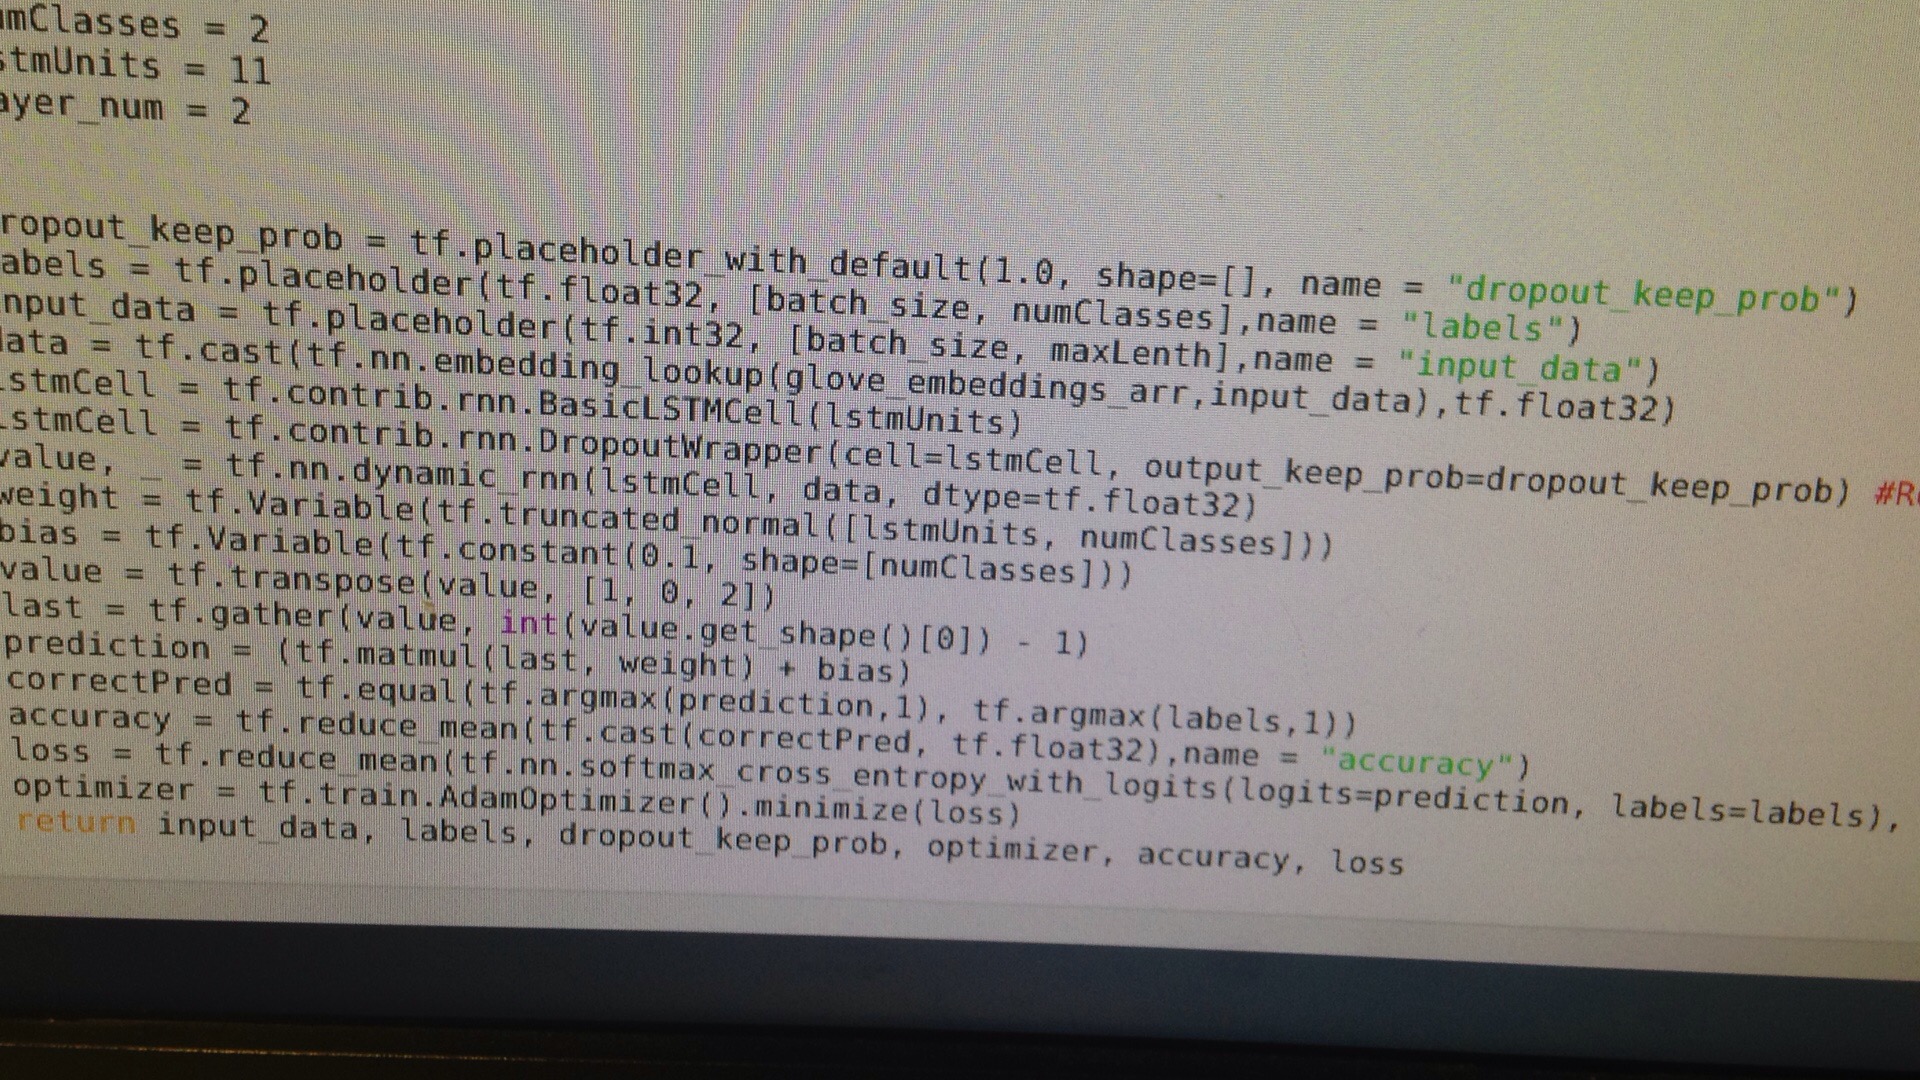 mClasses = 2
stmUnits = 11
ayer_num = 2
ropout_keep_prob = tf.placeholder_with_default(1.0, shape=[], name = "dropout_keep_prob")
abels = tf.placeholder(tf.float32, [batch_size, numClasses],name = "labels")
nput_data = tf.placeholder(tf.int32, [batch_size, maxLenth],name = "input_data")
data = tf.cast(tf.nn.embedding_lookup(glove_embeddings_arr,input_data),tf.float32)
lstmCell = tf.contrib.rnn.BasicLSTMCell(lstmUnits)
lstmCell = tf.contrib.rnn.DropoutWrapper(cell=lstmCell, output_keep_prob=dropout_keep_prob) #R
value, _ = tf.nn.dynamic_rnn(lstmCell, data, dtype=tf.float32)
weight = tf.Variable(tf.truncated_normal([lstmUnits, numClasses]))
bias = tf.Variable(tf.constant(0.1, shape=[numClasses]))
value = tf.transpose(value, [1, 0, 2])
last = tf.gather(value, int(value.get_shape()[0]) - 1)
prediction = (tf.matmul(last, weight) + bias)
correctPred = tf.equal(tf.argmax(prediction,1), tf.argmax(labels,1))
accuracy = tf.reduce_mean(tf.cast(correctPred, tf.float32),name = "accuracy")
loss = tf.reduce_mean(tf.nn.softmax_cross_entropy_with_logits(logits=prediction, labels=labels),
optimizer = tf.train.AdamOptimizer().minimize(loss)
return input_data, labels, dropout_keep_prob, optimizer, accuracy, loss